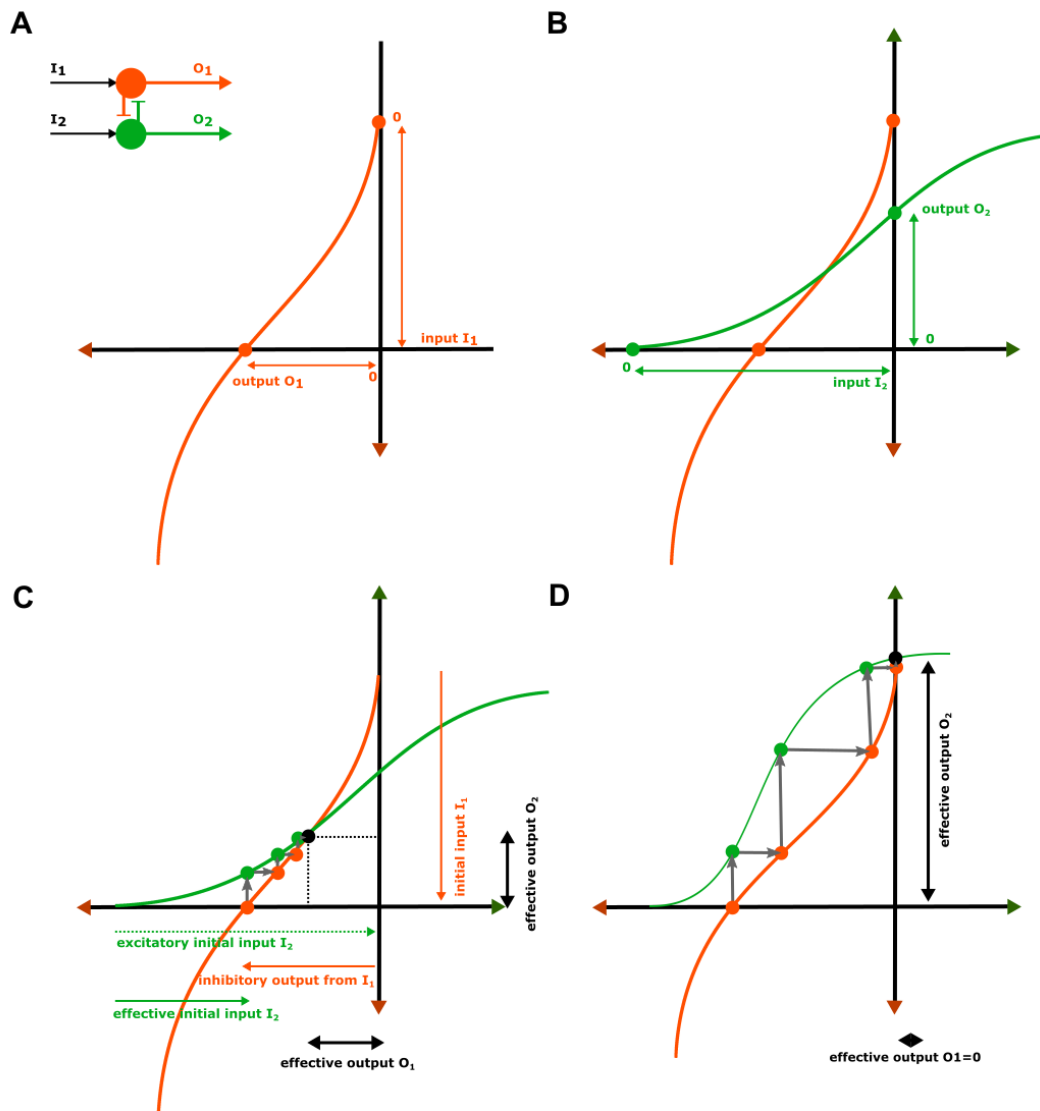 A
I1
O1
I2
O2
0
input I1
output O1
0
B
output O2
0
0
input I2
C
initial input I1
effective output O2
excitatory initial input I2
inhibitory output from I1
effective initial input I2
effective output O1
D
effective output O2
effective output O1=0